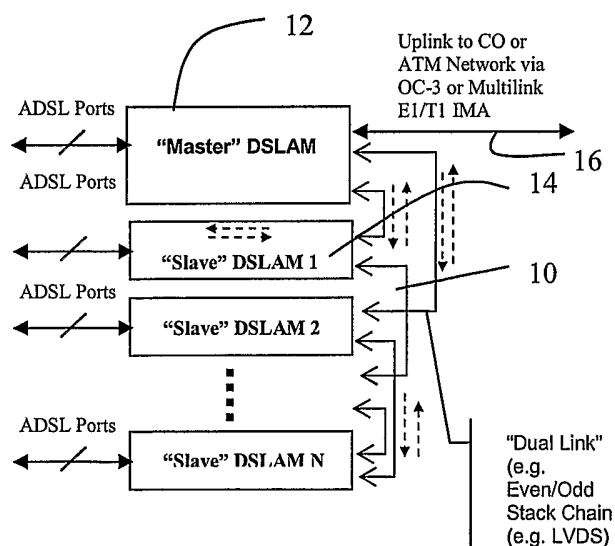 12
Uplink to CO or
ATM Network via
OC-3 or Multilink
E1/T1 IMA
ADSL Ports
“Master” DSLAM
16
ADSL Ports
14
“Slave” DSLAM 1
10
ADSL Ports
“Slave” DSLAM 2
ADSL Ports
“Slave” DSLAM N
“Dual Link”
(e.g.
Even/Odd
Stack Chain
(e.g. LVDS)